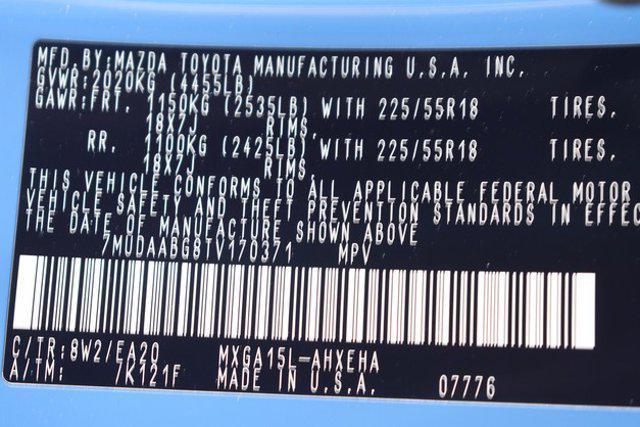 MFD.BY:MAZDA TOYOTA MANUFACTURING U.S.A. INC.
GVWR:2020KG (4455LB)
GAWR:FRT. 1150KG (2535LB) WITH 225/55R18 TIRES.
18X7J RIMS,
RR. 1100KG (2425LB) WITH 225/55R18 TIRES.
18X7J RIMS,
THIS VEHICLE CONFORMS TO ALL APPLICABLE FEDERAL MOTOR
VEHICLE SAFETY AND THEFT PREVENTION STANDARDS IN EFFEC
THE DATE OF MANUFACTURE SHOWN ABOVE
7MUDAABG8TV170371 MPV
C/TR:8W2/EA20 MXGA15L-AHXEHA
A/TM: 7K121F MADE IN U.S.A. 07776